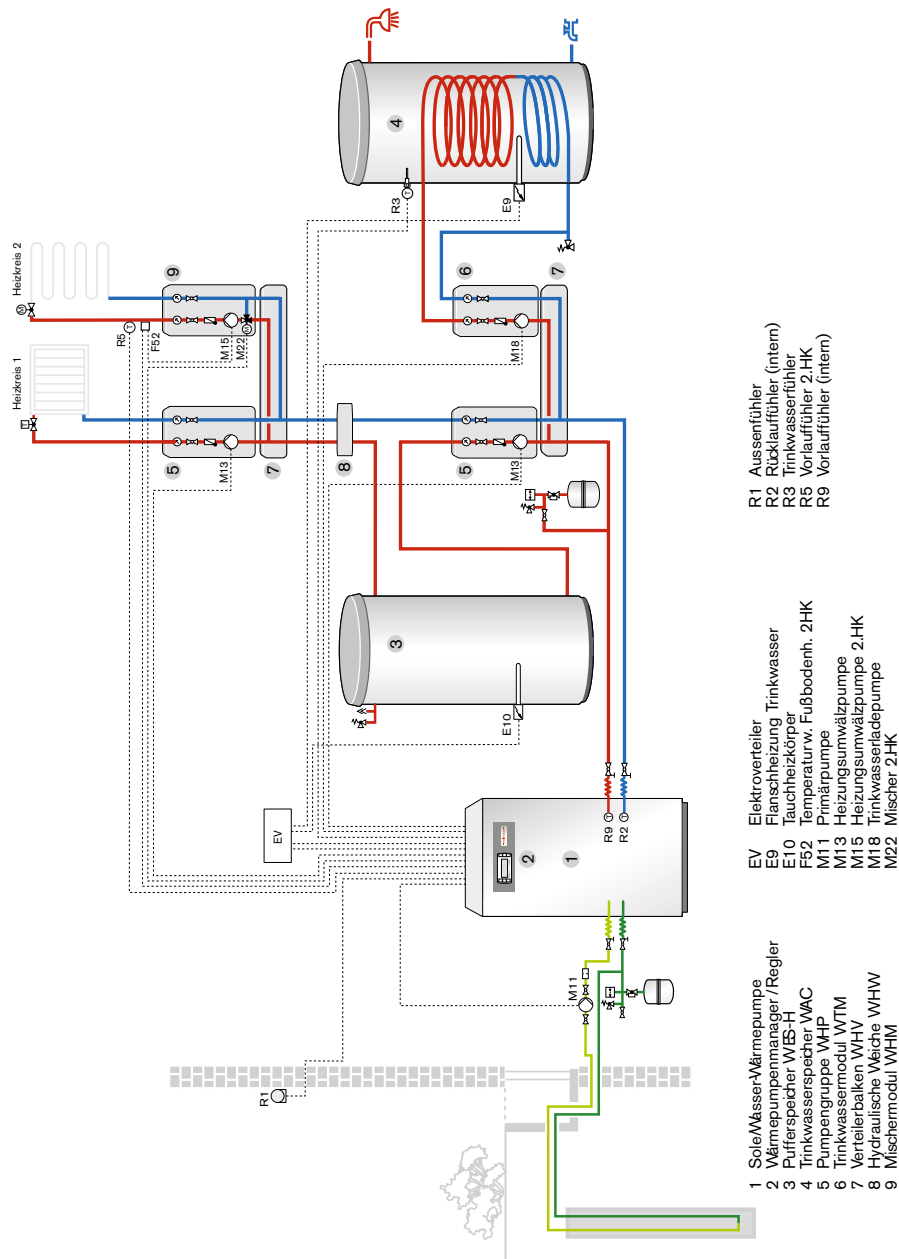 Heizkreis 1
Heizkreis 2
R5
F52
M15
M22
M13
5
9
7
7
8
R3
4
E9
6
M18
5
M13
7
3
E10
EV
2
1
R9
R2
M11
R1
1 Sole/Wasser-Wärmepumpe
2 Wärmepumpenmanager / Regler
3 Pufferspeicher WES-H
4 Trinkwasserspeicher WAC
5 Pumpengruppe WHP
6 Trinkwassermodul WTM
7 Verteilerbalken WHV
8 Hydraulische Weiche WHW
9 Mischermodul WHM
EV Elektroverteiler
E9 Flanschheizung Trinkwasser
E10 Tauchheizkörper
F52 Temperaturw. Fußbodenh. 2HK
M11 Primärpumpe
M13 Heizungsumwälzpumpe
M15 Heizungsumwälzpumpe 2.HK
M18 Trinkwasserladepumpe
M22 Mischer 2.HK
R1 Aussenfühler
R2 Rücklauffühler (intern)
R3 Trinkwasserfühler
R5 Vorlauffühler 2.HK
R9 Vorlauffühler (intern)